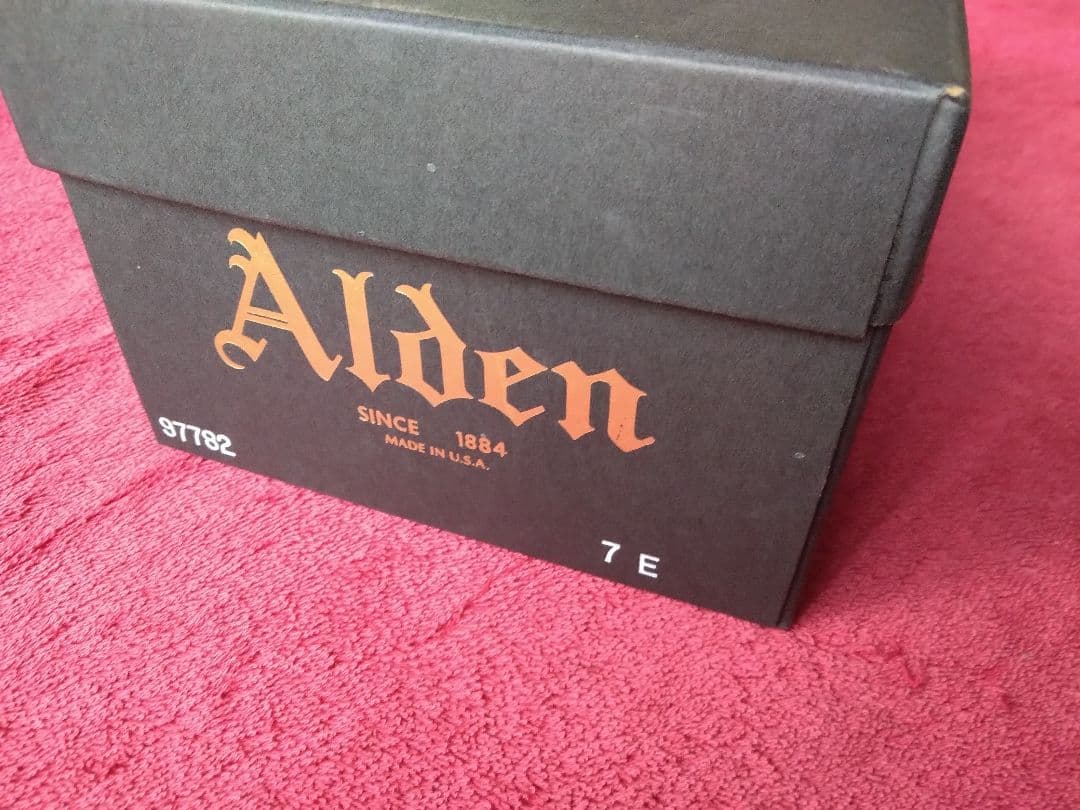 Alden
SINCE 1884
MADE IN U.S.A.
97782
7 E